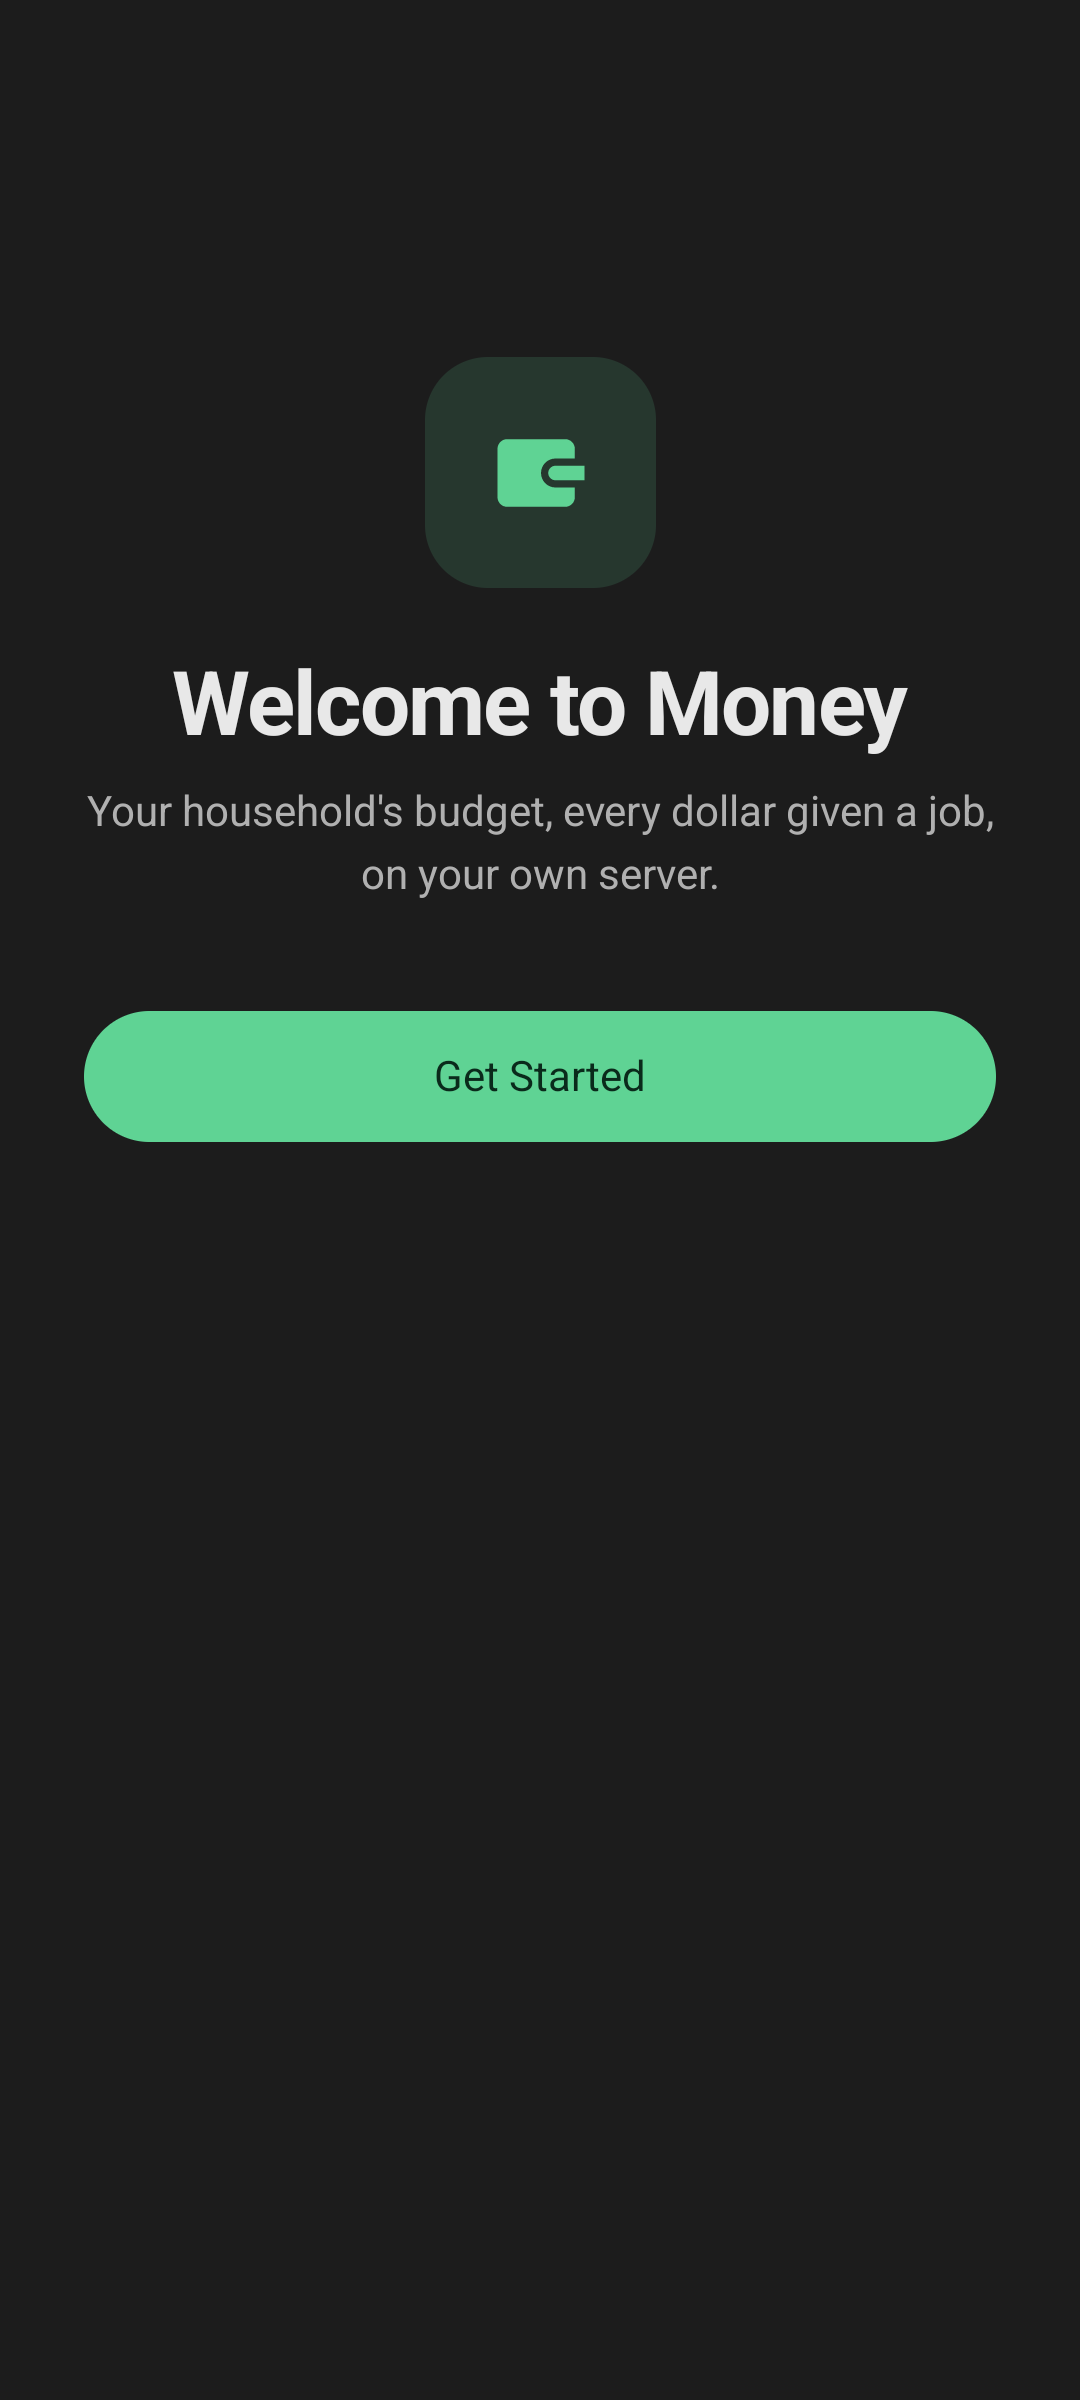 Welcome to Money
Your household's budget, every dollar given a job,
on your own server.
Get Started